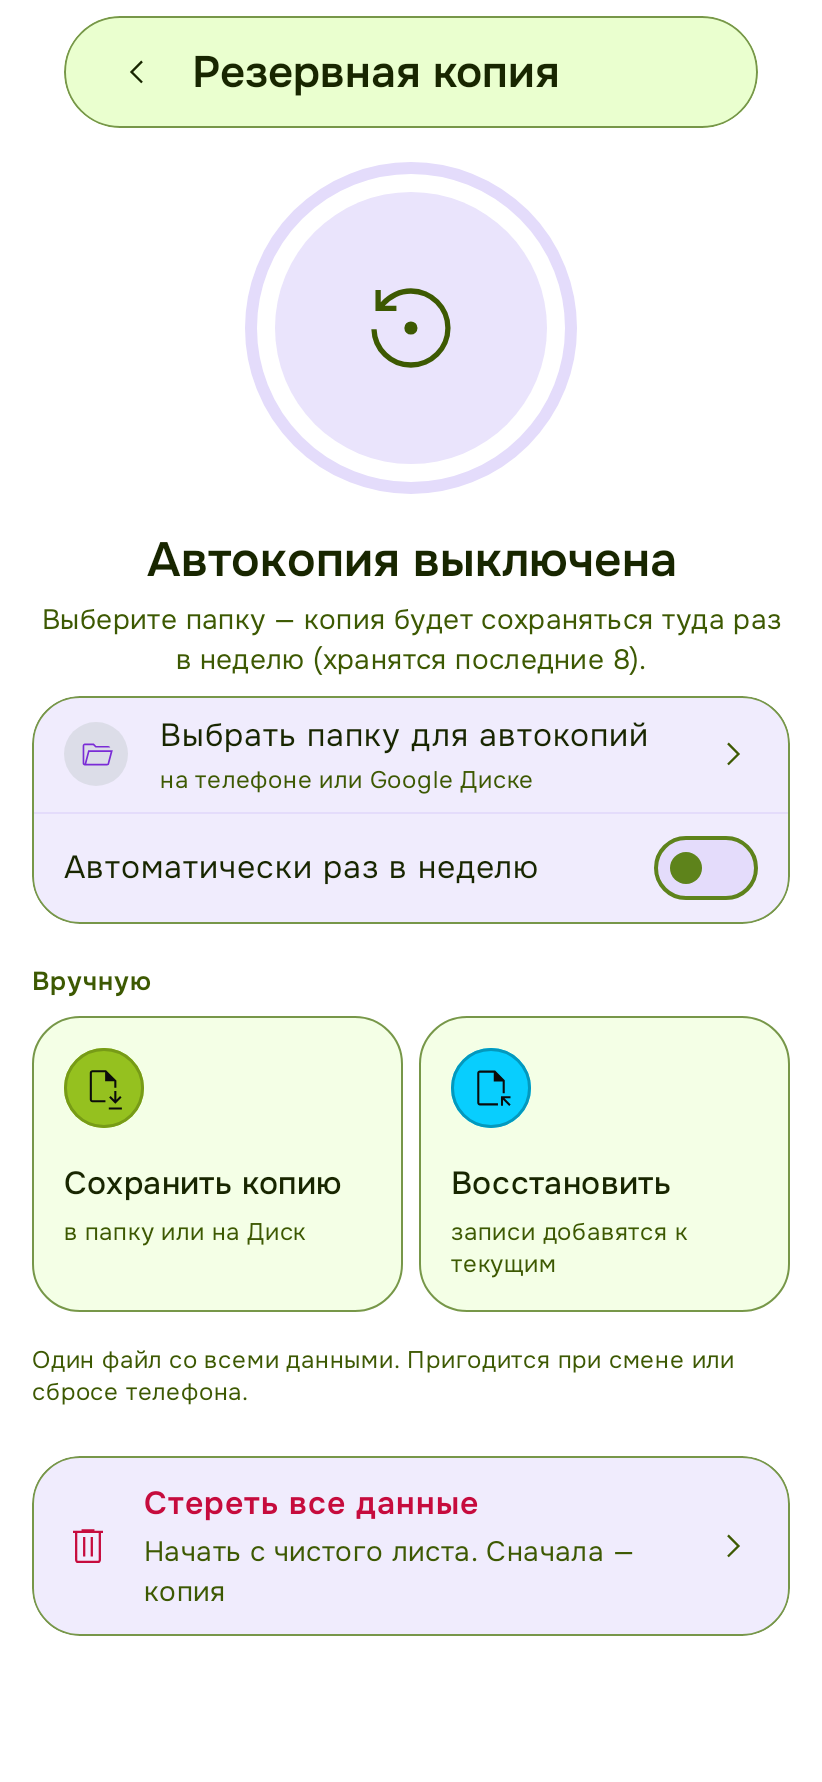 Резервная копия
Автокопия выключена
Выберите папку — копия будет сохраняться туда раз
в неделю (хранятся последние 8).
Выбрать папку для автокопий
на телефоне или Google Диске
Автоматически раз в неделю
Вручную
Сохранить копию
в папку или на Диск
Восстановить
записи добавятся к
текущим
Один файл со всеми данными. Пригодится при смене или
сбросе телефона.
Стереть все данные
Начать с чистого листа. Сначала —
копия